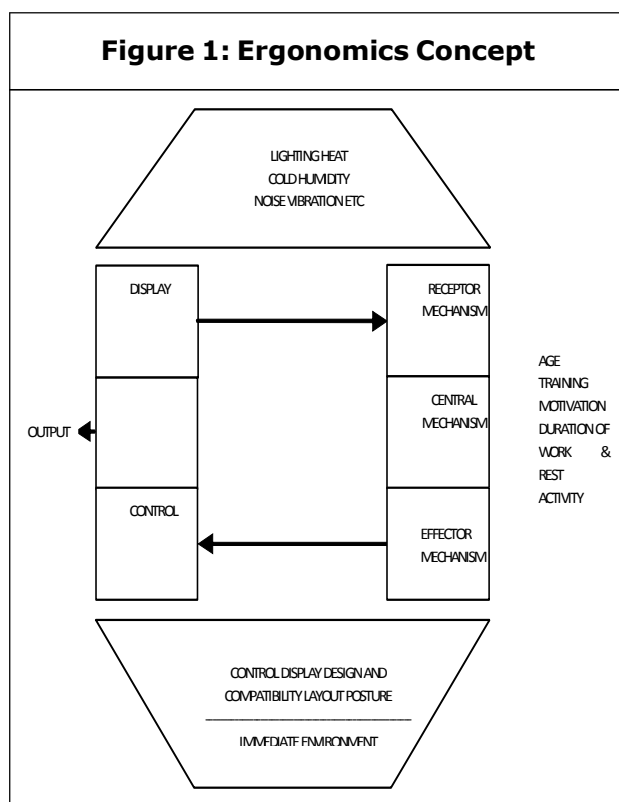 Figure 1: Ergonomics Concept
LIGHTING HEAT
COLD HUMIDITY
NOISE VIBRATION ETC
DISPLAY
RECEPTOR
MECHANISM
AGE
TRAINING
MOTIVATION
DURATION OF
WORK &
REST
ACTIVITY
CENTRAL
MECHANISM
OUTPUT
CONTROL
EFFECTOR
MECHANISM
CONTROL DISPLAY DESIGN AND
COMPATIBILITY LAYOUT POSTURE
IMMEDIATE ENVIRONMENT